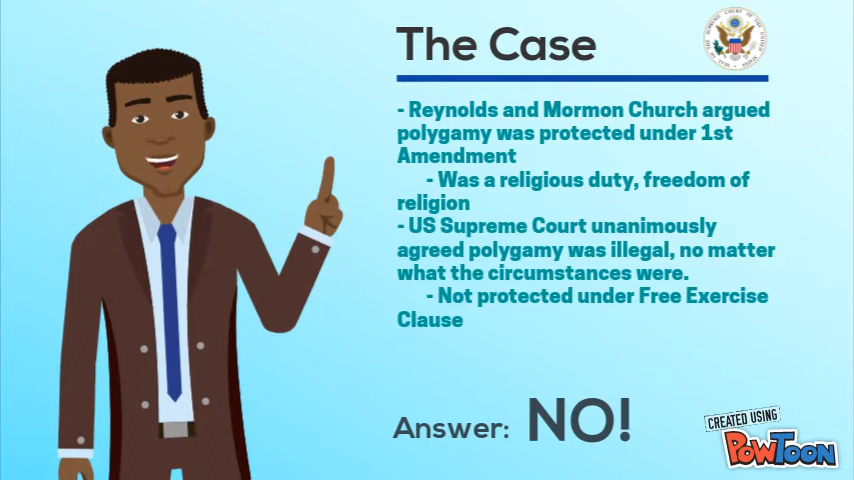 The Case
- Reynolds and Mormon Church argued
polygamy was protected under 1st
Amendment
- Was a religious duty, freedom of
religion
- US Supreme Court unanimously
agreed polygamy was illegal, no matter
what the circumstances were.
- Not protected under Free Exercise
Clause
Answer: NO!
CREATED USING
POWTOON